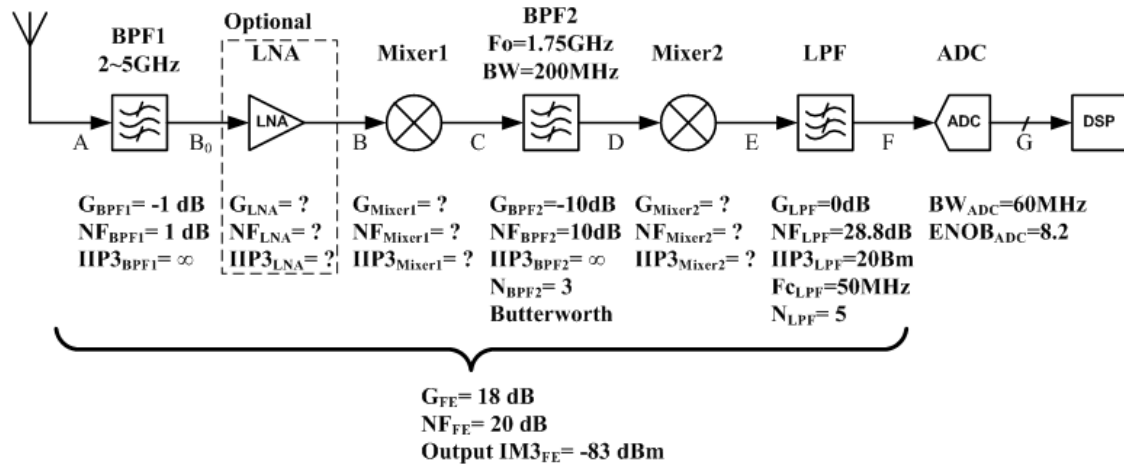 Optional
BPF1
2~5GHz
LNA
Mixer1
BPF2
Fo=1.75GHz
BW=200MHz
Mixer2
LPF
ADC
LNA
ADC
DSP
A
B0
B
C
D
E
F
G
GBPF1= -1 dB
NFBPF1= 1 dB
IIP3BPF1= ∞
GLNA= ?
NFLNA= ?
IIP3LNA= ?
GMixer1= ?
NFMixer1= ?
IIP3Mixer1= ?
GBPF2=-10dB
NFBPF2=10dB
IIP3BPF2= ∞
NBPF2= 3
Butterworth
GMixer2= ?
NFMixer2= ?
IIP3Mixer2= ?
GLPF=0dB
NFLPF=28.8dB
IIP3LPF=20Bm
FcLPF=50MHz
NLPF= 5
BWADC=60MHz
ENOBADC=8.2
GFE= 18 dB
NFFE= 20 dB
Output IM3FE= -83 dBm